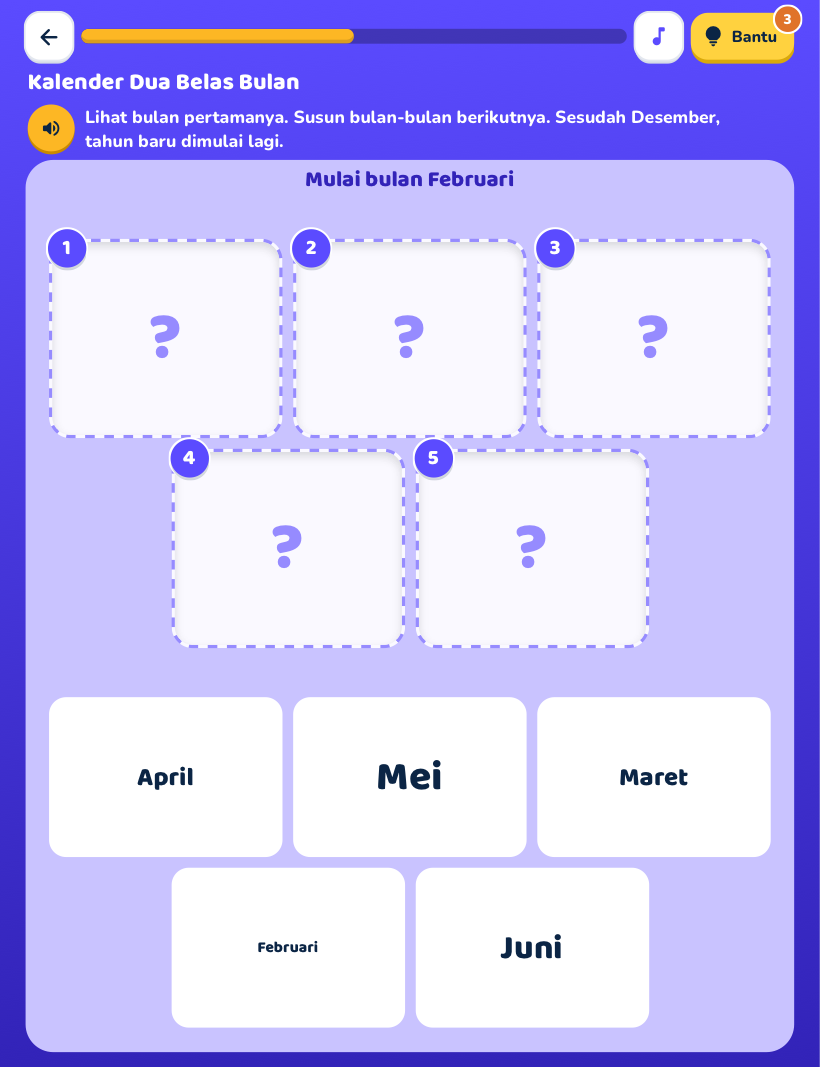 Bantu
3
Kalender Dua Belas Bulan
Lihat bulan pertamanya. Susun bulan-bulan berikutnya. Sesudah Desember,
tahun baru dimulai lagi.
Mulai bulan Februari
1
2
3
?
?
?
4
5
?
?
April
Mei
Maret
Februari
Juni